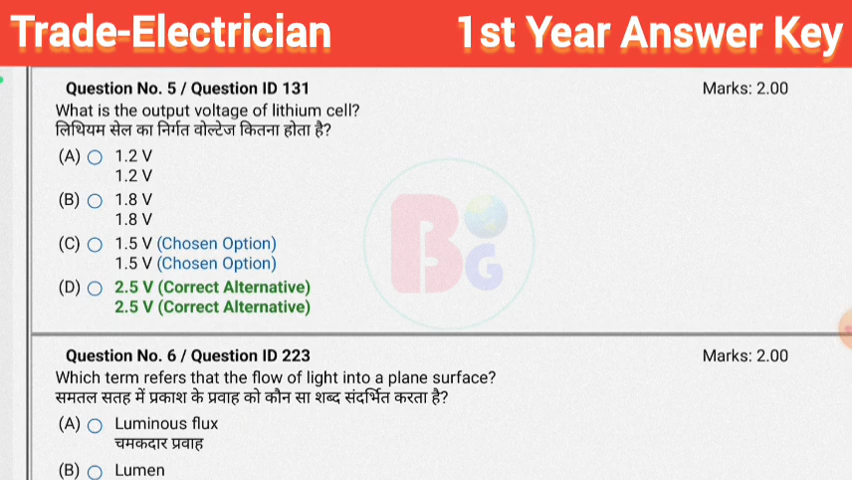 Trade-Electrician 1st Year Answer Key
Question No. 5 / Question ID 131 Marks: 2.00
What is the output voltage of lithium cell?
लिथियम सेल का निर्गत वोल्टेज कितना होता है?
(A) 1.2 V
1.2 V
(B) 1.8 V
1.8 V
(C) 1.5 V (Chosen Option)
1.5 V (Chosen Option)
(D) 2.5 V (Correct Alternative)
2.5 V (Correct Alternative)
BG
Question No. 6 / Question ID 223 Marks: 2.00
Which term refers that the flow of light into a plane surface?
समतल सतह में प्रकाश के प्रवाह को कौन सा शब्द संदर्भित करता है?
(A) Luminous flux
चमकदार प्रवाह
(B) Lumen